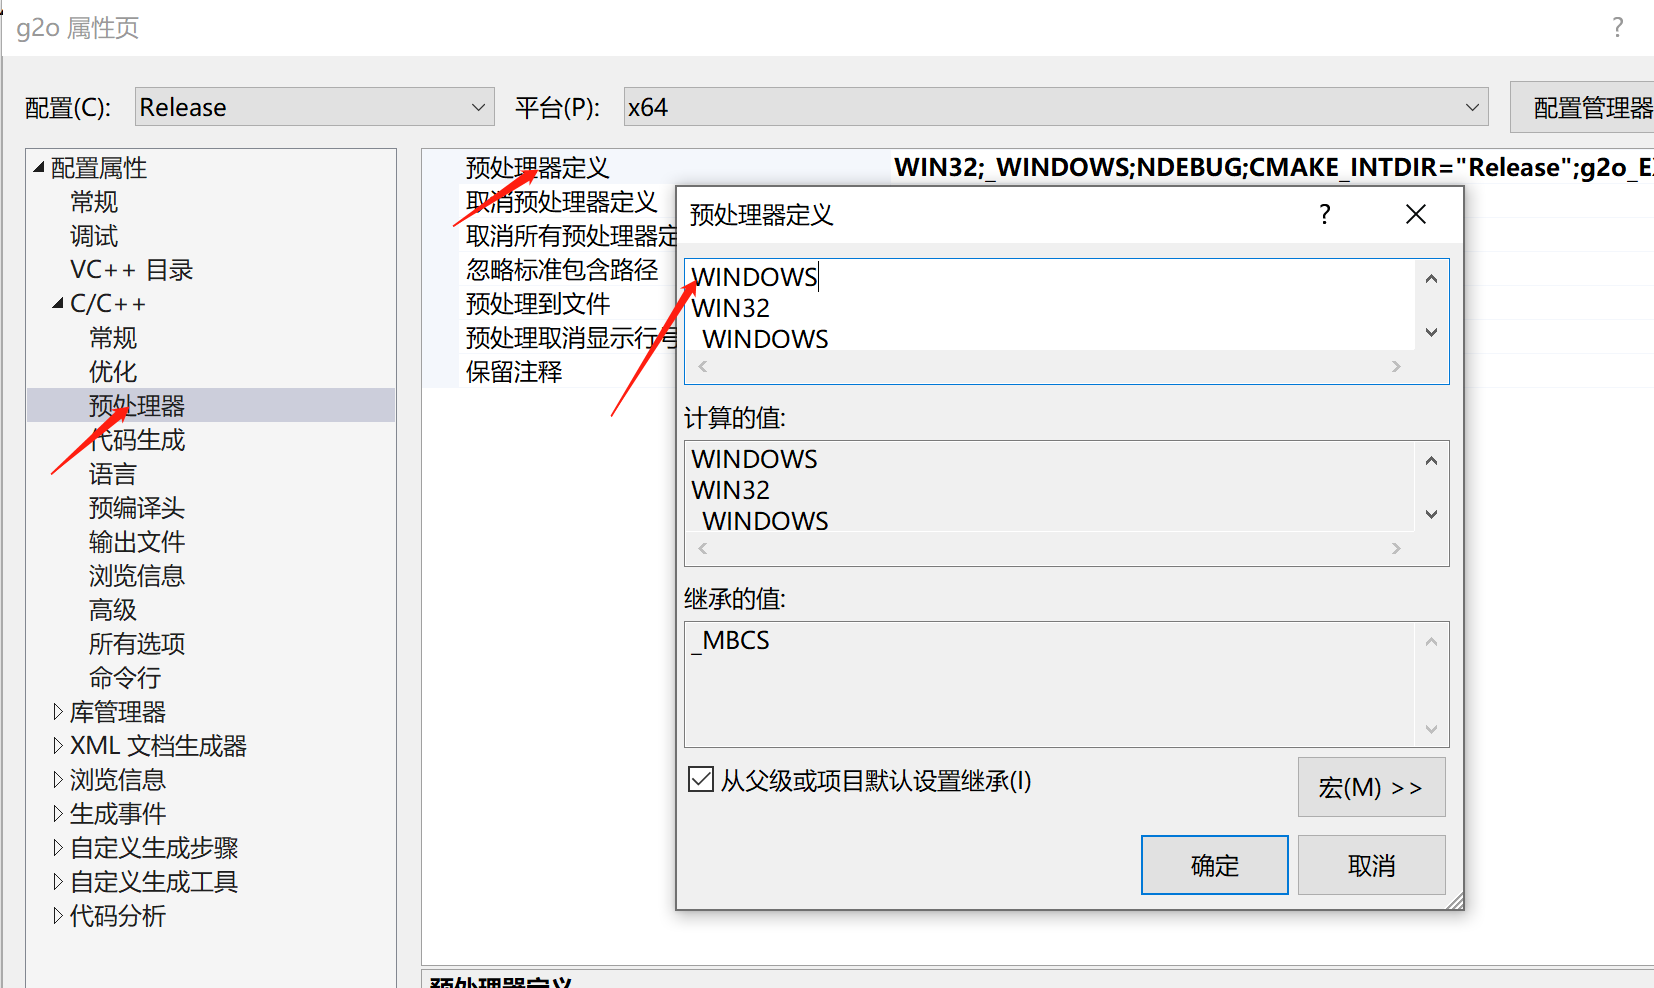 g2o 属性页
?
配置(C):
Release
平台(P):
x64
配置管理器
配置属性
常规
调试
VC++ 目录
C/C++
常规
优化
预处理器
代码生成
语言
预编译头
输出文件
浏览信息
高级
所有选项
命令行
库管理器
XML 文档生成器
浏览信息
生成事件
自定义生成步骤
自定义生成工具
代码分析
预处理器定义
WIN32;_WINDOWS;NDEBUG;CMAKE_INTDIR="Release";g2o_EX
取消预处理器定义
取消所有预处理器定
忽略标准包含路径
预处理到文件
预处理取消显示行号
保留注释
预处理器定义
?
WINDOWS
WIN32
WINDOWS
计算的值:
WINDOWS
WIN32
WINDOWS
继承的值:
_MBCS
从父级或项目默认设置继承(I)
宏(M) >>
确定
取消
预处理器定义